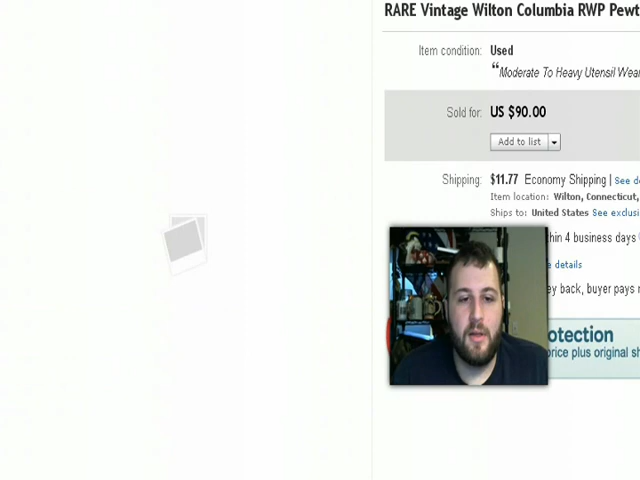 RARE Vintage Wilton Columbia RWP Pewt
Item condition: Used
“Moderate To Heavy Utensil Wear
Sold for: US $90.00
Add to list
Shipping: $11.77 Economy Shipping | See de
Item location: Wilton, Connecticut,
Ships to: United States See exclusi
hin 4 business days
e details
ey back, buyer pays r
otection
price plus original sh